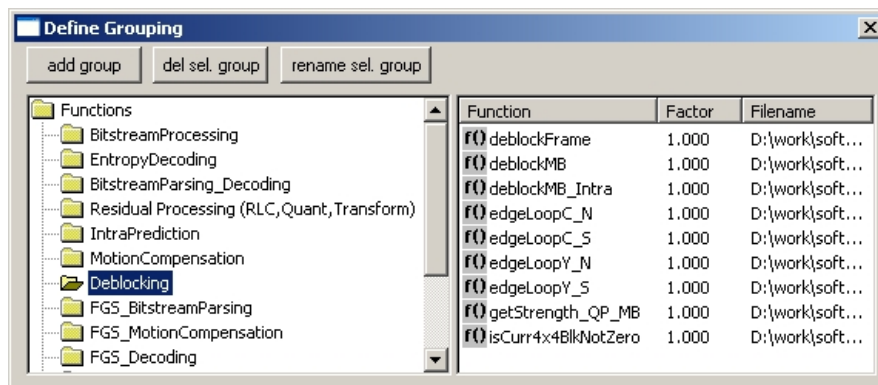 Define Grouping
add group del sel. group rename sel. group
Functions
BitstreamProcessing
EntropyDecoding
BitstreamParsing_Decoding
Residual Processing (RLC,Quant,Transform)
IntraPrediction
MotionCompensation
Deblocking
FGS_BitstreamParsing
FGS_MotionCompensation
FGS_Decoding
Function Factor Filename
f() deblockFrame 1.000 D:\work\soft...
f() deblockMB 1.000 D:\work\soft...
f() deblockMB_Intra 1.000 D:\work\soft...
f() edgeLoopC_N 1.000 D:\work\soft...
f() edgeLoopC_S 1.000 D:\work\soft...
f() edgeLoopY_N 1.000 D:\work\soft...
f() edgeLoopY_S 1.000 D:\work\soft...
f() getStrength_QP_MB 1.000 D:\work\soft...
f() isCurr4x4BlkNotZero 1.000 D:\work\soft...